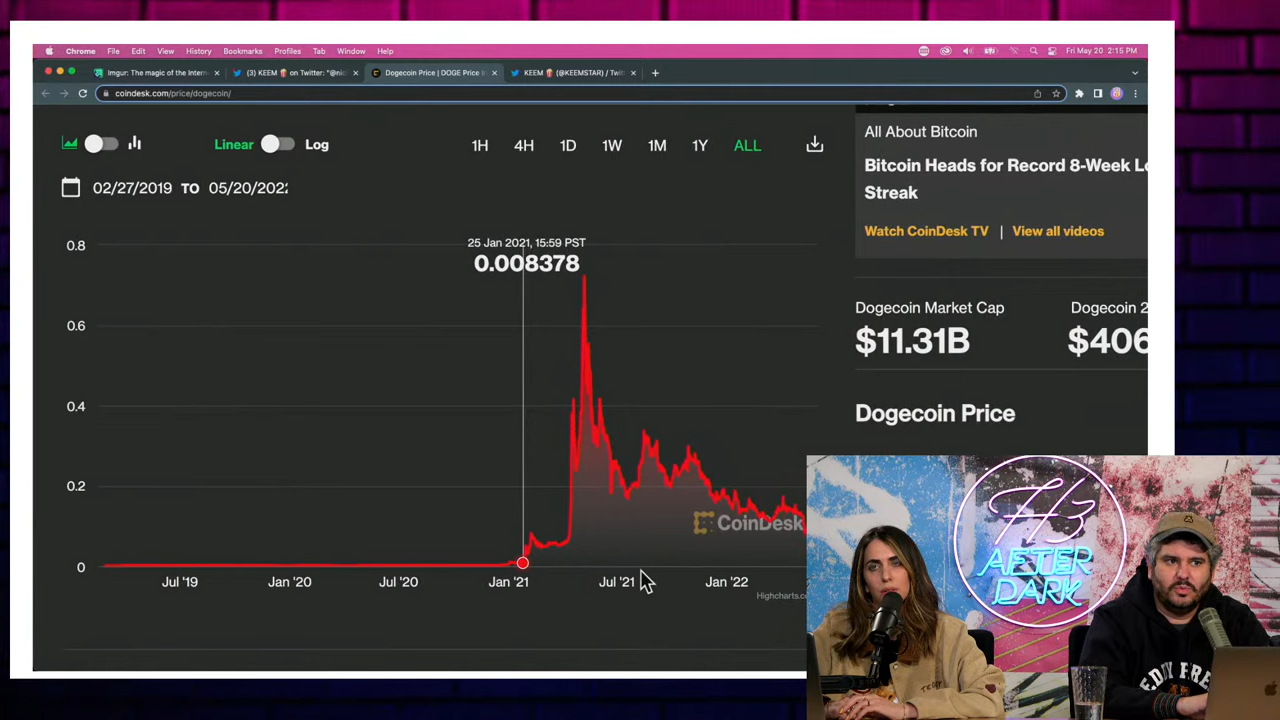 Chrome File Edit View History Bookmarks Profiles Tab Window Help
Fri May 20 2:15 PM
Imgur: The magic of the Intern
(3) KEEM on Twitter: "@nic
Dogecoin Price | DOGE Price I
KEEM (@KEEMSTAR) / Twit
coindesk.com/price/dogecoin/
Linear Log
1H 4H 1D 1W 1M 1Y ALL
02/27/2019 TO 05/20/2022
25 Jan 2021, 15:59 PST
0.008378
0.8
0.6
0.4
0.2
0
CoinDesk
Jul '19 Jan '20 Jul '20 Jan '21 Jul '21 Jan '22
Highcharts.c
All About Bitcoin
Bitcoin Heads for Record 8-Week Lo
Streak
Watch CoinDesk TV | View all videos
Dogecoin Market Cap
$11.31B
Dogecoin 2
$406
Dogecoin Price
H3
AFTER
DARK